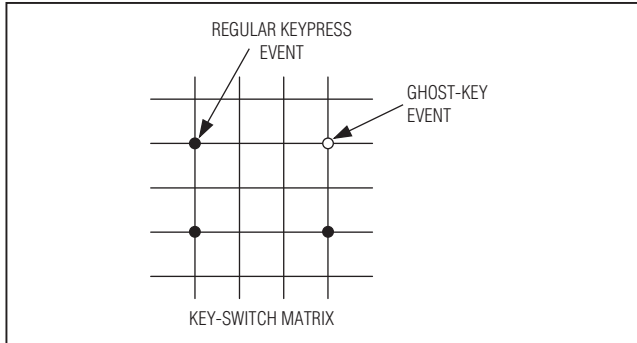 REGULAR KEYPRESS
EVENT
GHOST-KEY
EVENT
KEY-SWITCH MATRIX